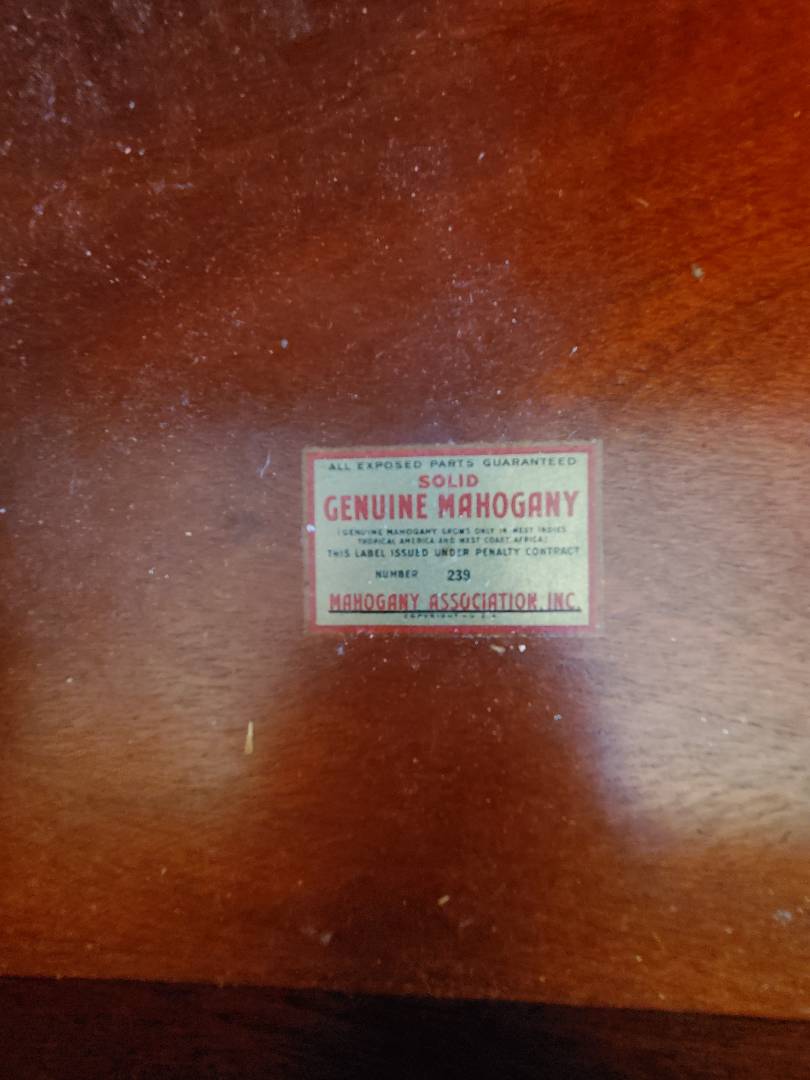 ALL EXPOSED PARTS GUARANTEED
SOLID
GENUINE MAHOGANY
(GENUINE MAHOGANY GROWS ONLY IN WEST INDIES
TROPICAL AMERICA AND WEST COAST AFRICA)
THIS LABEL ISSUED UNDER PENALTY CONTRACT
NUMBER 239
MAHOGANY ASSOCIATION, INC.
COPYRIGHT